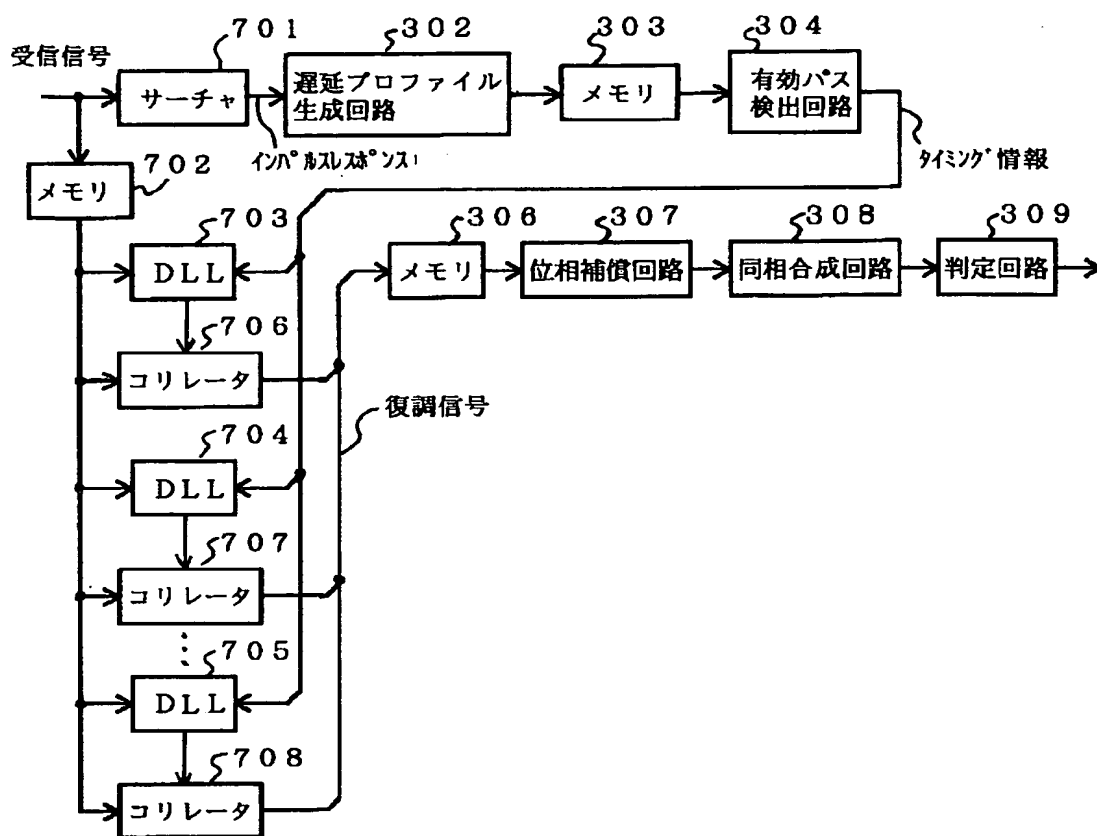 受信信号
701
サーチャ
インパルスレスポンス
302
遅延プロファイル
生成回路
303
メモリ
304
有効パス
検出回路
タイミング情報
702
メモリ
703
DLL
706
コリレータ
704
DLL
707
コリレータ
705
DLL
708
コリレータ
復調信号
306
メモリ
307
位相補償回路
308
同相合成回路
309
判定回路